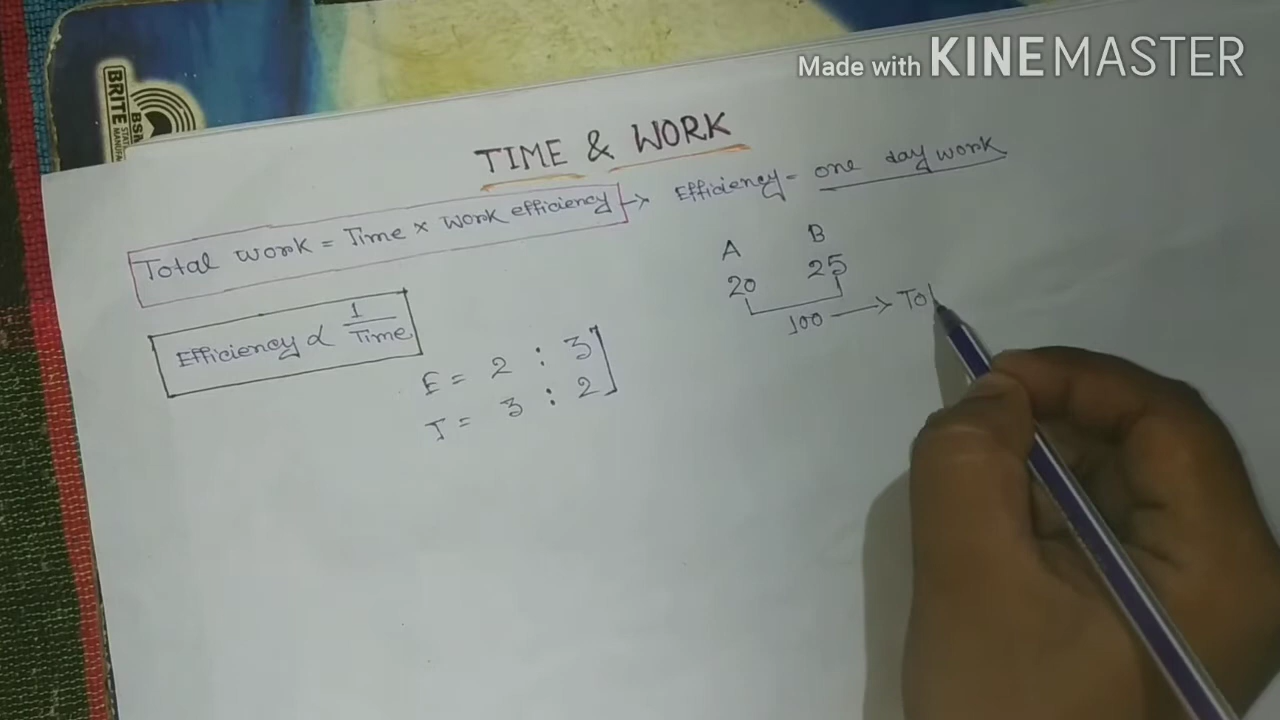 Made with KINEMASTER
BRITE
BSM
TIME & WORK
Total work = Time × work efficiency → Efficiency - one day work
Efficiency ∝ 1/Time
E = 2 : 3
T = 3 : 2
A B
20 25
100 → To